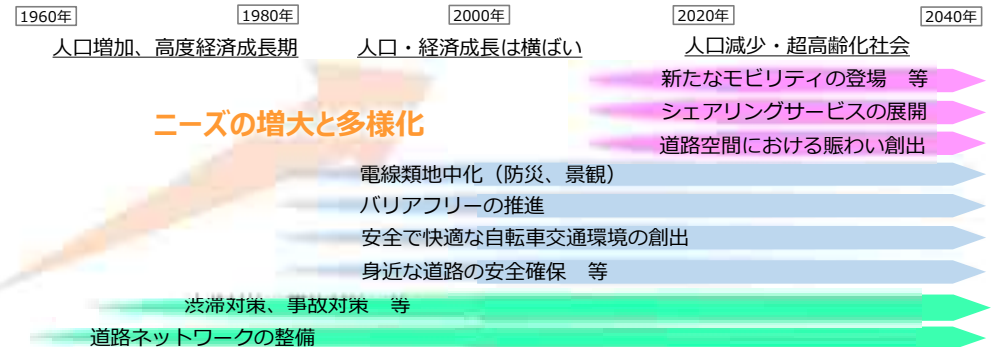 1960年 1980年 2000年 2020年 2040年
人口増加、高度経済成長期 人口・経済成長は横ばい 人口減少・超高齢化社会
新たなモビリティの登場 等
シェアリングサービスの展開
ニーズの増大と多様化
道路空間における賑わい創出
電線類地中化（防災、景観）
バリアフリーの推進
安全で快適な自転車交通環境の創出
身近な道路の安全確保 等
渋滞対策、事故対策 等
道路ネットワークの整備